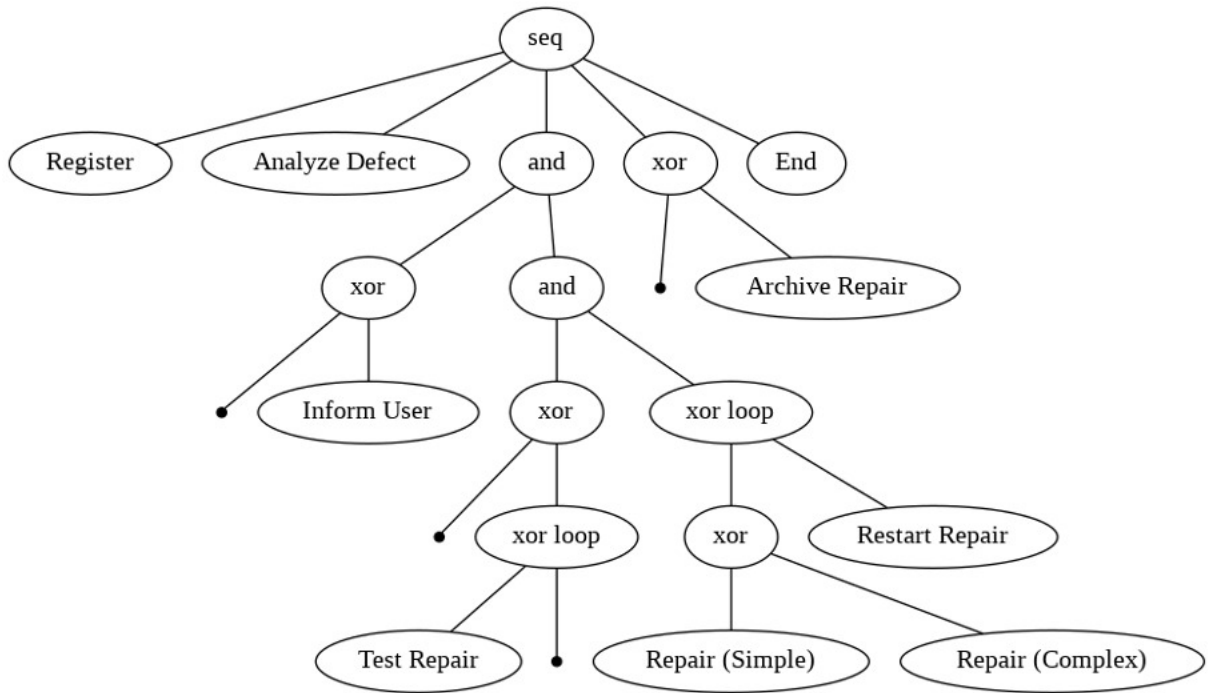 seq
Register
Analyze Defect
and
xor
End
xor
and
Archive Repair
Inform User
xor
xor loop
xor loop
xor
Restart Repair
Test Repair
Repair (Simple)
Repair (Complex)